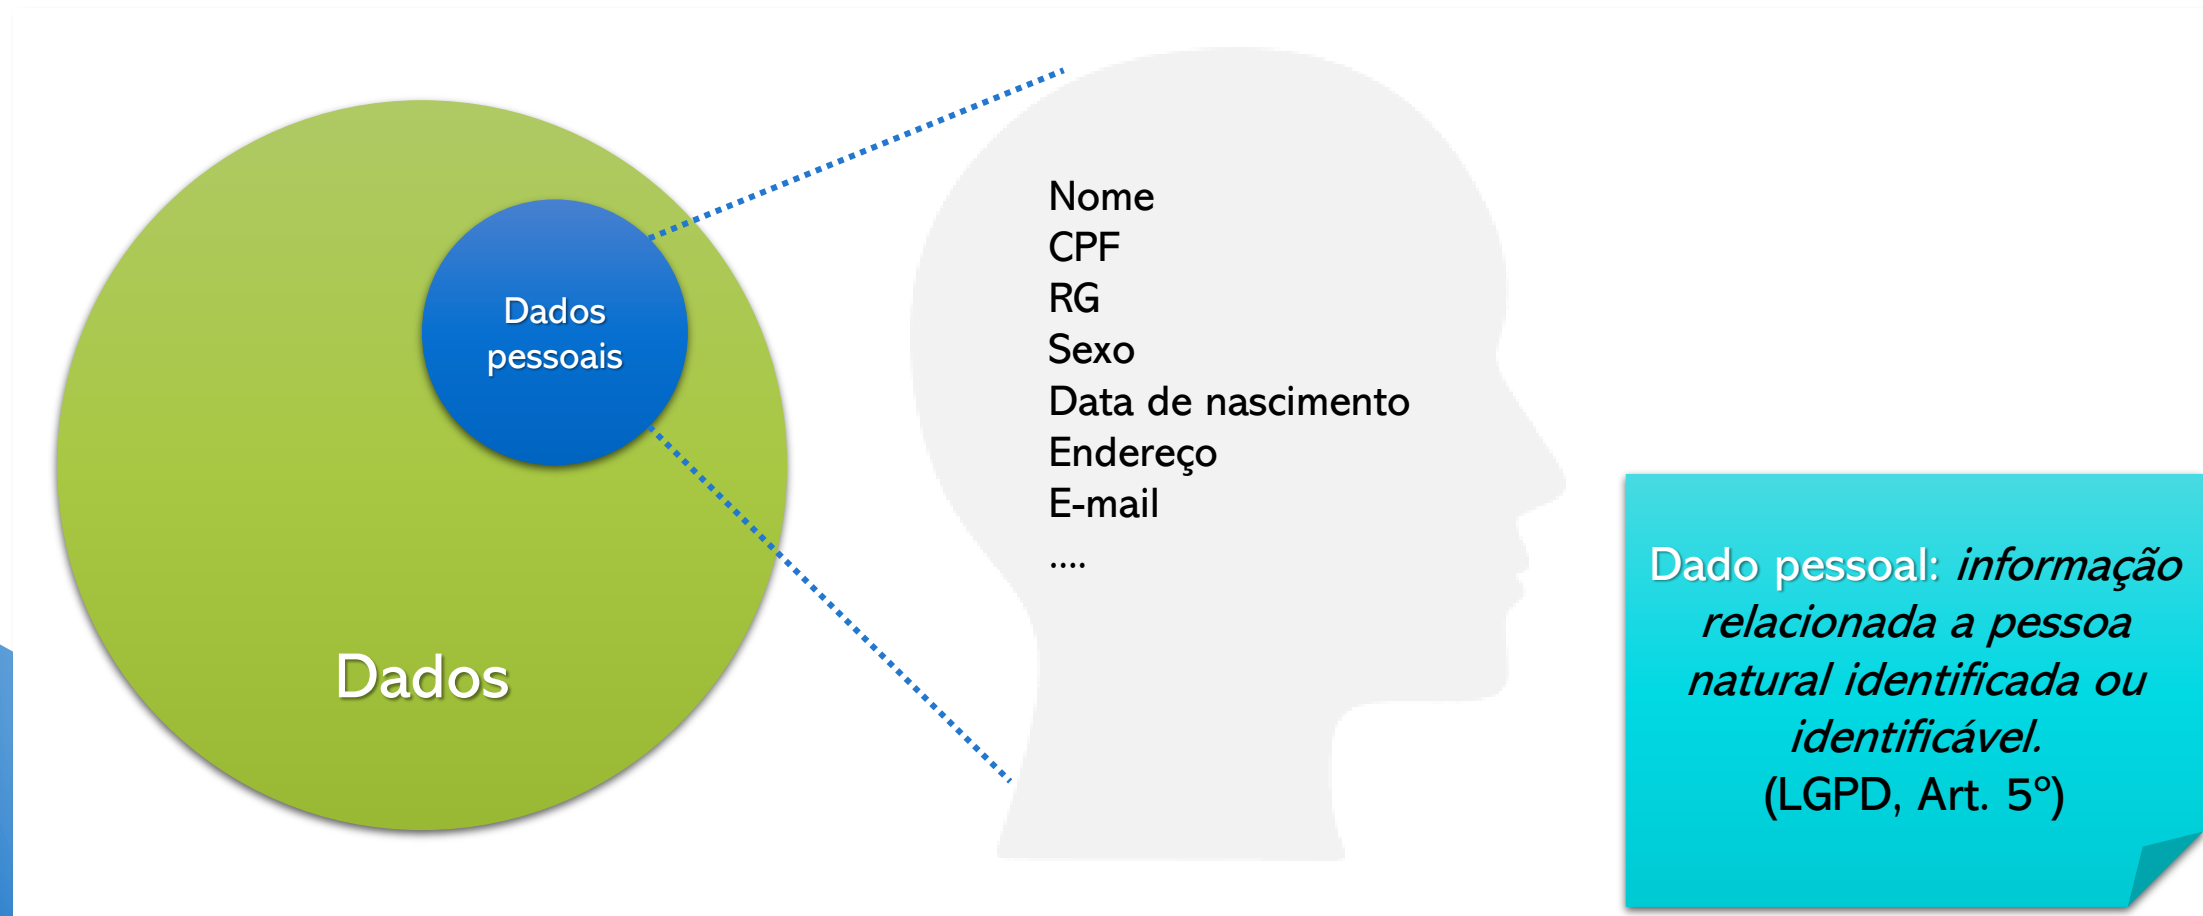 Dados
pessoais
Dados
Nome
CPF
RG
Sexo
Data de nascimento
Endereço
E-mail
....
Dado pessoal: informação
relacionada a pessoa
natural identificada ou
identificável.
(LGPD, Art. 5º)